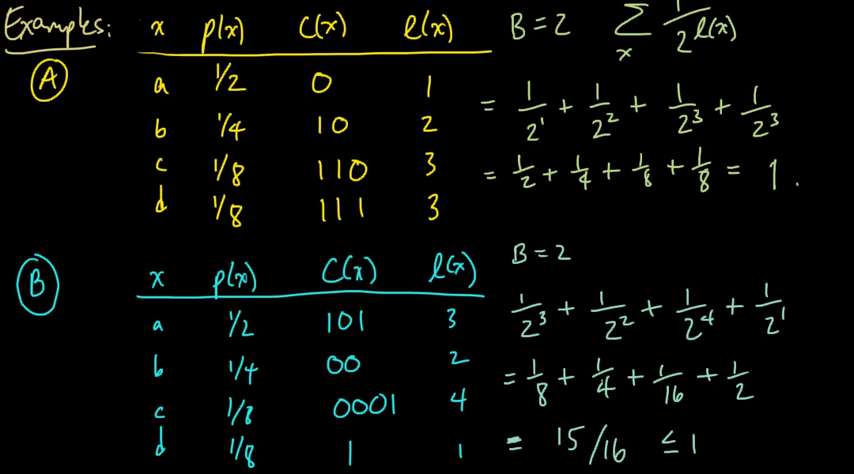 Examples: x p(x) C(x) l(x) B=2 ∑ₓ 1/2^l(x)
Ⓐ a 1/2 0 1 = 1/2¹ + 1/2² + 1/2³ + 1/2³
b 1/4 10 2
c 1/8 110 3 = 1/2 + 1/4 + 1/8 + 1/8 = 1.
d 1/8 111 3
Ⓑ x p(x) C(x) l(x) B=2
a 1/2 101 3 1/2³ + 1/2² + 1/2⁴ + 1/2¹
b 1/4 00 2 = 1/8 + 1/4 + 1/16 + 1/2
c 1/8 0001 4
d 1/8 1 1 = 15/16 ≤ 1